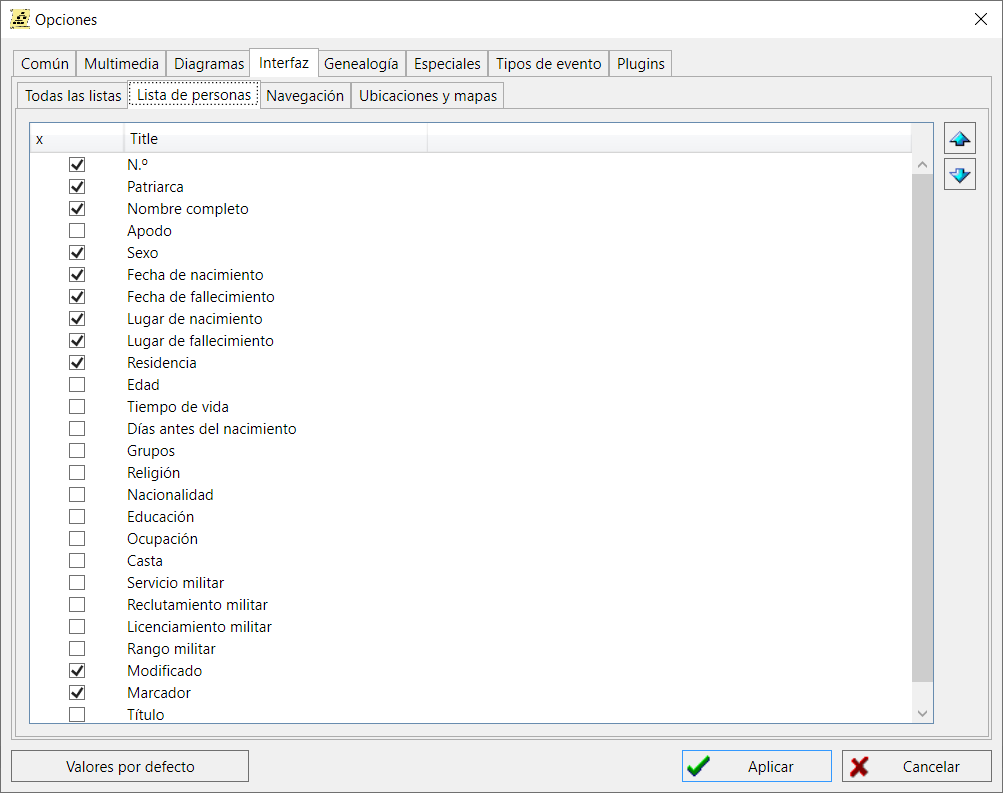 Opciones
Común Multimedia Diagramas Interfaz Genealogía Especiales Tipos de evento Plugins
Todas las listas Lista de personas Navegación Ubicaciones y mapas
x Title
N.º
Patriarca
Nombre completo
Apodo
Sexo
Fecha de nacimiento
Fecha de fallecimiento
Lugar de nacimiento
Lugar de fallecimiento
Residencia
Edad
Tiempo de vida
Días antes del nacimiento
Grupos
Religión
Nacionalidad
Educación
Ocupación
Casta
Servicio militar
Reclutamiento militar
Licenciamiento militar
Rango militar
Modificado
Marcador
Título
Valores por defecto Aplicar Cancelar